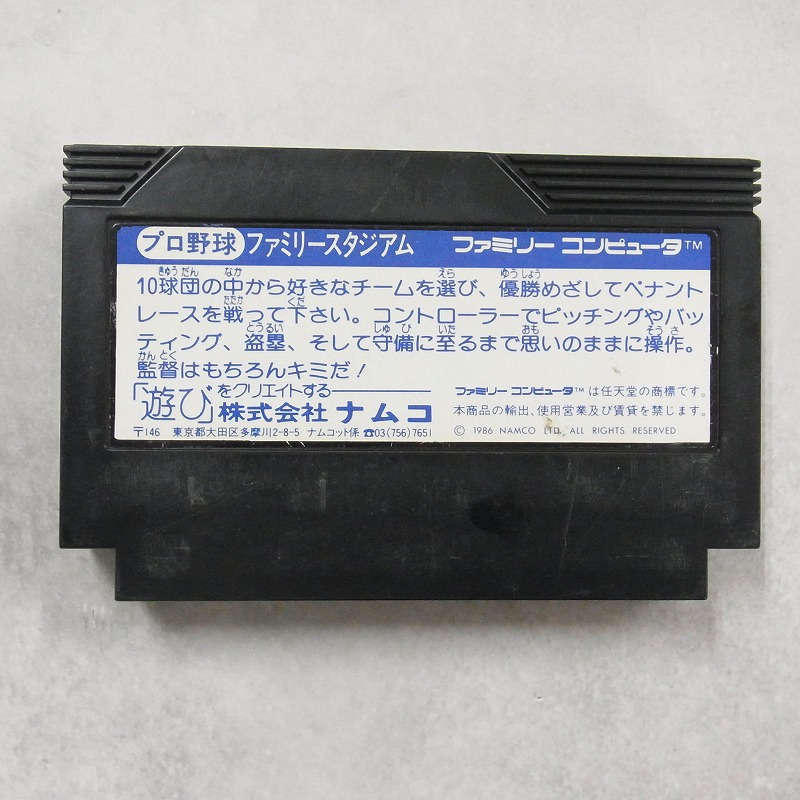 プロ野球 ファミリースタジアム ファミリー コンピュータ™
10球団の中から好きなチームを選び、優勝めざしてペナント
レースを戦って下さい。コントローラーでピッチングやバッ
ティング、盗塁、そして守備に至るまで思いのままに操作。
監督はもちろんキミだ!
「遊び」をクリエイトする
株式会社 ナムコ
〒146 東京都大田区多摩川2-8-5 ナムコット係 ☎03(756)7651
ファミリー コンピュータ™ は任天堂の商標です。
本商品の輸出、使用営業及び賃貸を禁じます。
© 1986 NAMCO LTD. ALL RIGHTS RESERVED